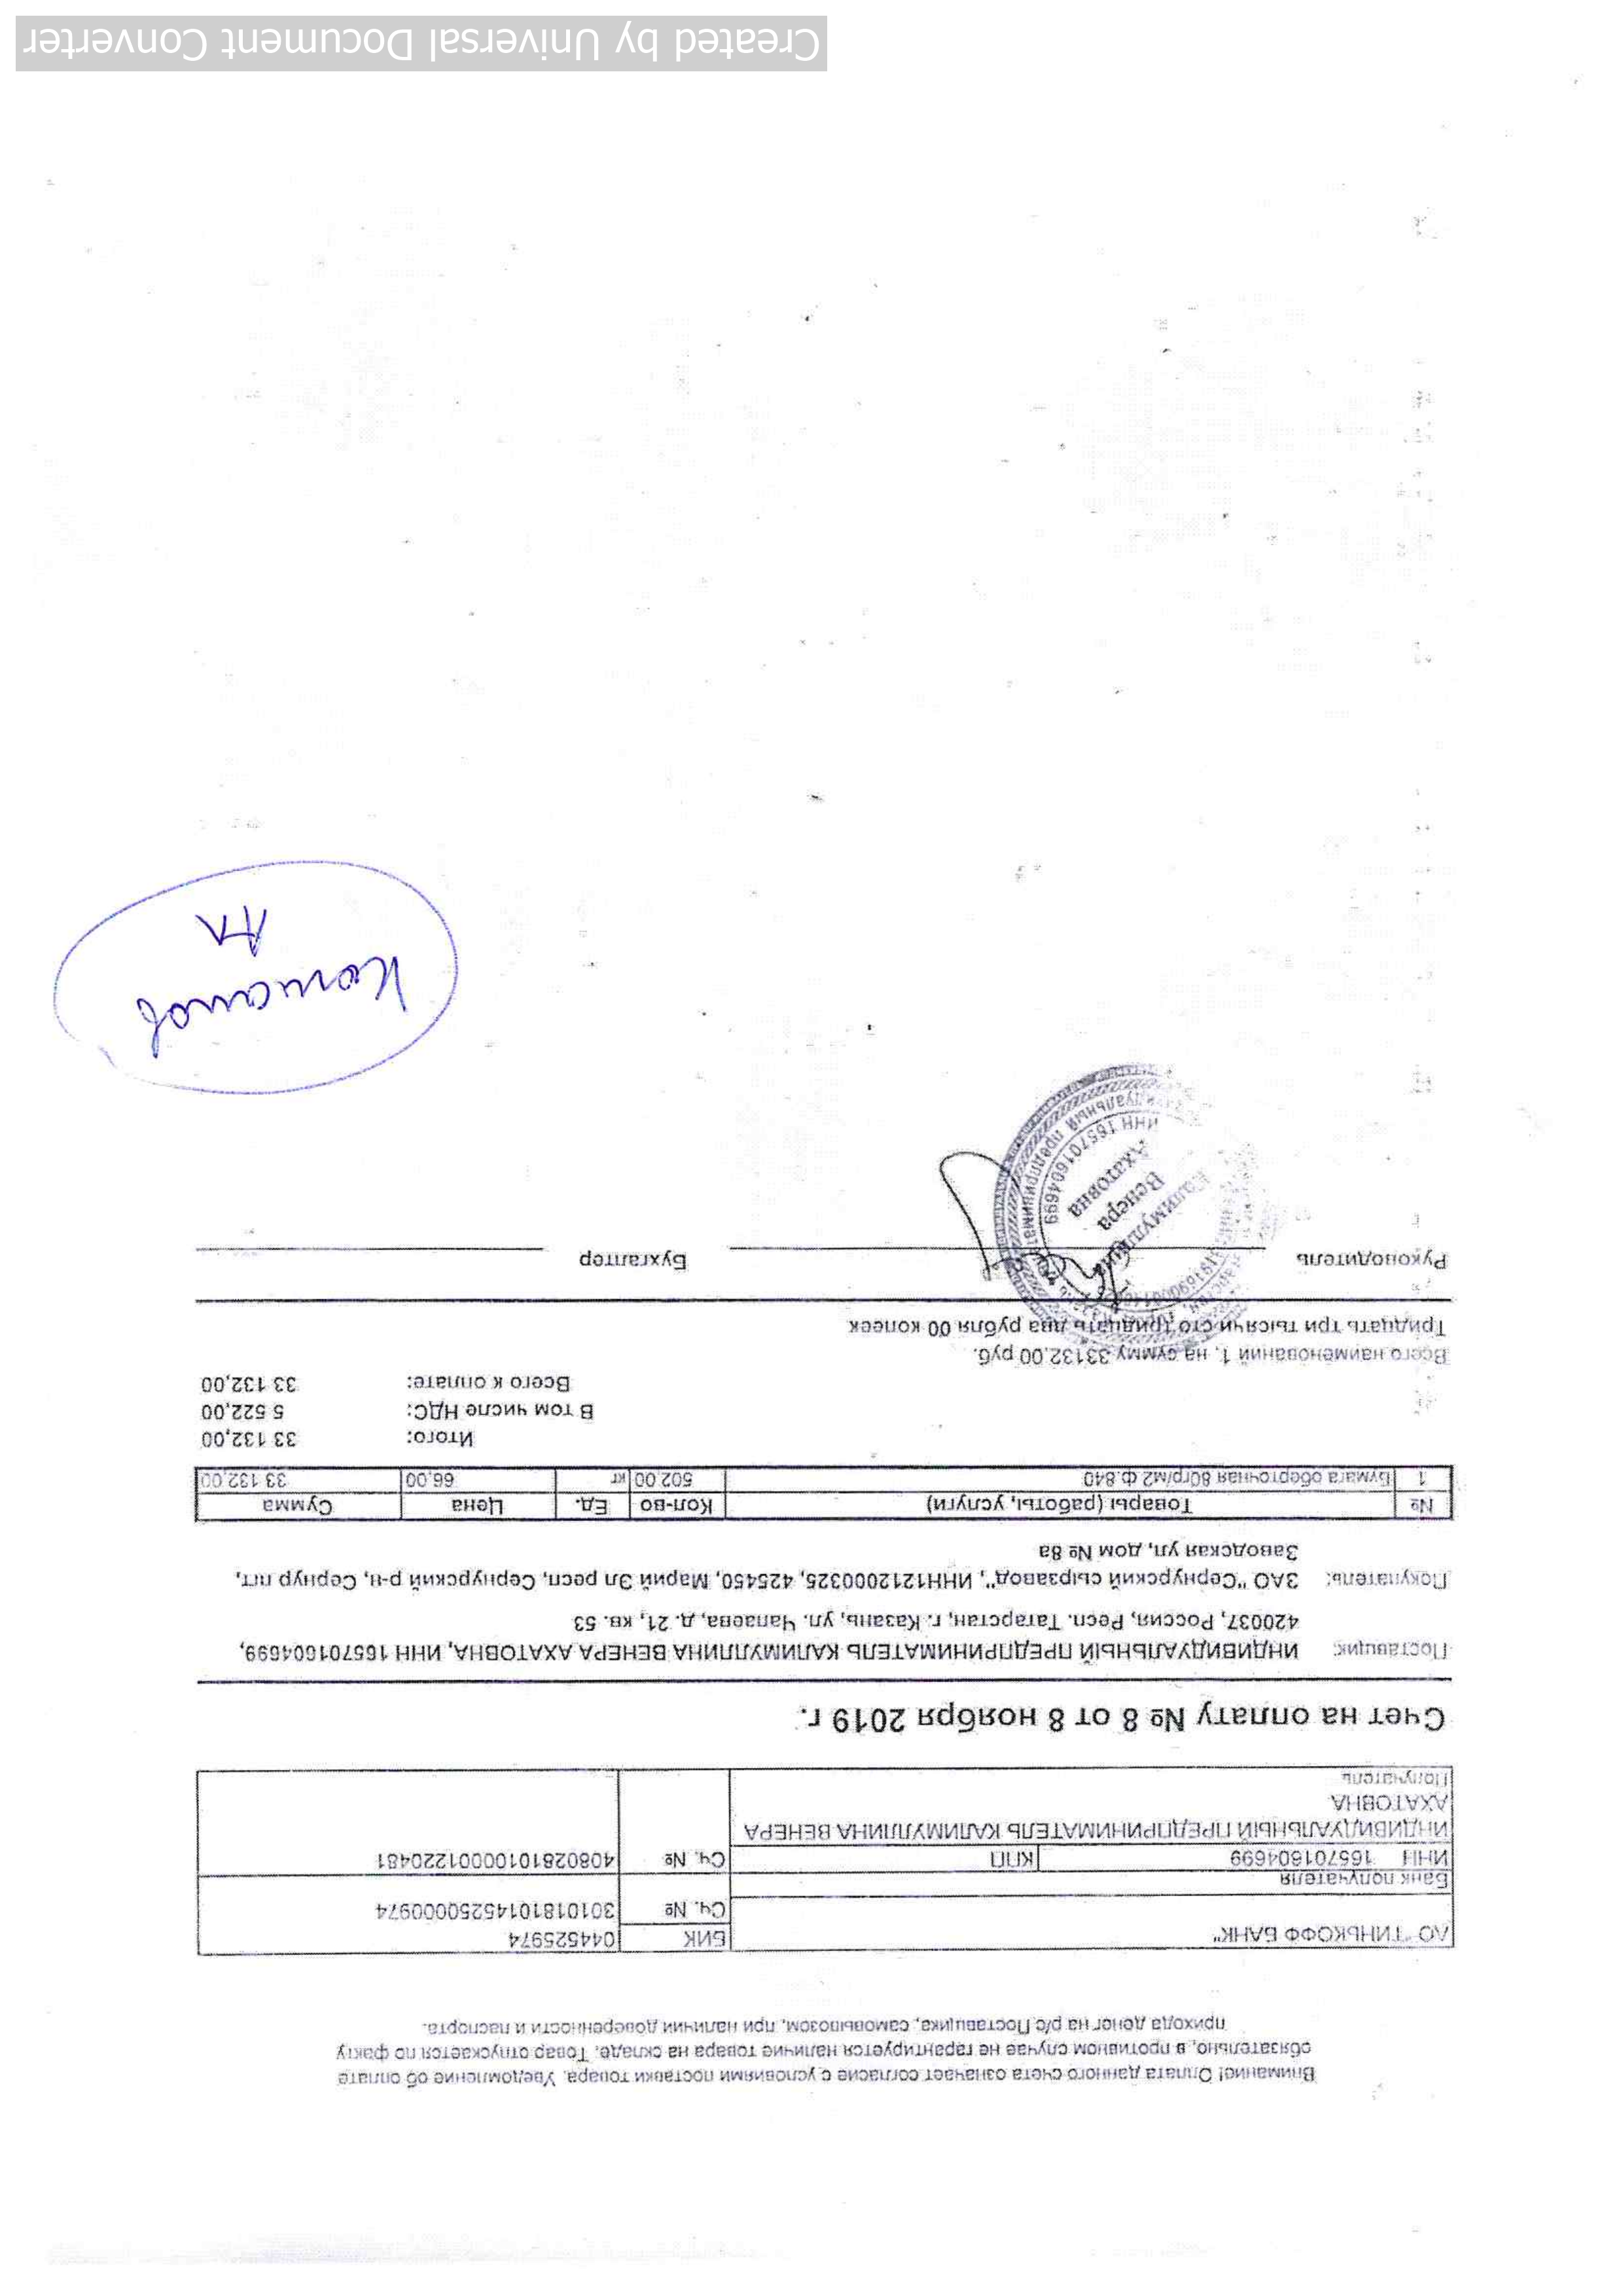 Внимание! Оплата данного счета означает согласие с условиями поставки товара. Уведомление об оплате
обязательно, в противном случае не гарантируется наличие товара на складе. Товар отпускается по факту
прихода денег на р/с Поставщика, самовывозом, при наличии доверенности и паспорта.
АО "ТИНЬКОФФ БАНК" БИК 044525974
Сч. № 30101810145250000974
Банк получателя
ИНН 165701604699 КПП Сч. № 40802810100001220481
ИНДИВИДУАЛЬНЫЙ ПРЕДПРИНИМАТЕЛЬ КАЛИМУЛЛИНА ВЕНЕРА
АХАТОВНА
Получатель
Счет на оплату № 8 от 8 ноября 2019 г.
Поставщик: ИНДИВИДУАЛЬНЫЙ ПРЕДПРИНИМАТЕЛЬ КАЛИМУЛЛИНА ВЕНЕРА АХАТОВНА, ИНН 165701604699,
420037, Россия, Респ. Татарстан, г. Казань, ул. Чапаева, д. 21, кв. 53
Покупатель: ЗАО "Сернурский сырзавод", ИНН1212000325, 425450, Марий Эл респ, Сернурский р-н, Сернур пгт,
Заводская ул, дом № 8а
№ Товары (работы, услуги) Кол-во Ед. Цена Сумма
1 Бумага оберточная 80гр/м2 ф.840 502,00 кг 66,00 33 132,00
Итого: 33 132,00
В том числе НДС: 5 522,00
Всего к оплате: 33 132,00
Всего наименований 1, на сумму 33132,00 руб.
Тридцать три тысячи сто тридцать два рубля 00 копеек
Руководитель Бухгалтер
Калимуллина
Венера
Ахатовна
ИНН 165701604699
Created by Universal Document Converter